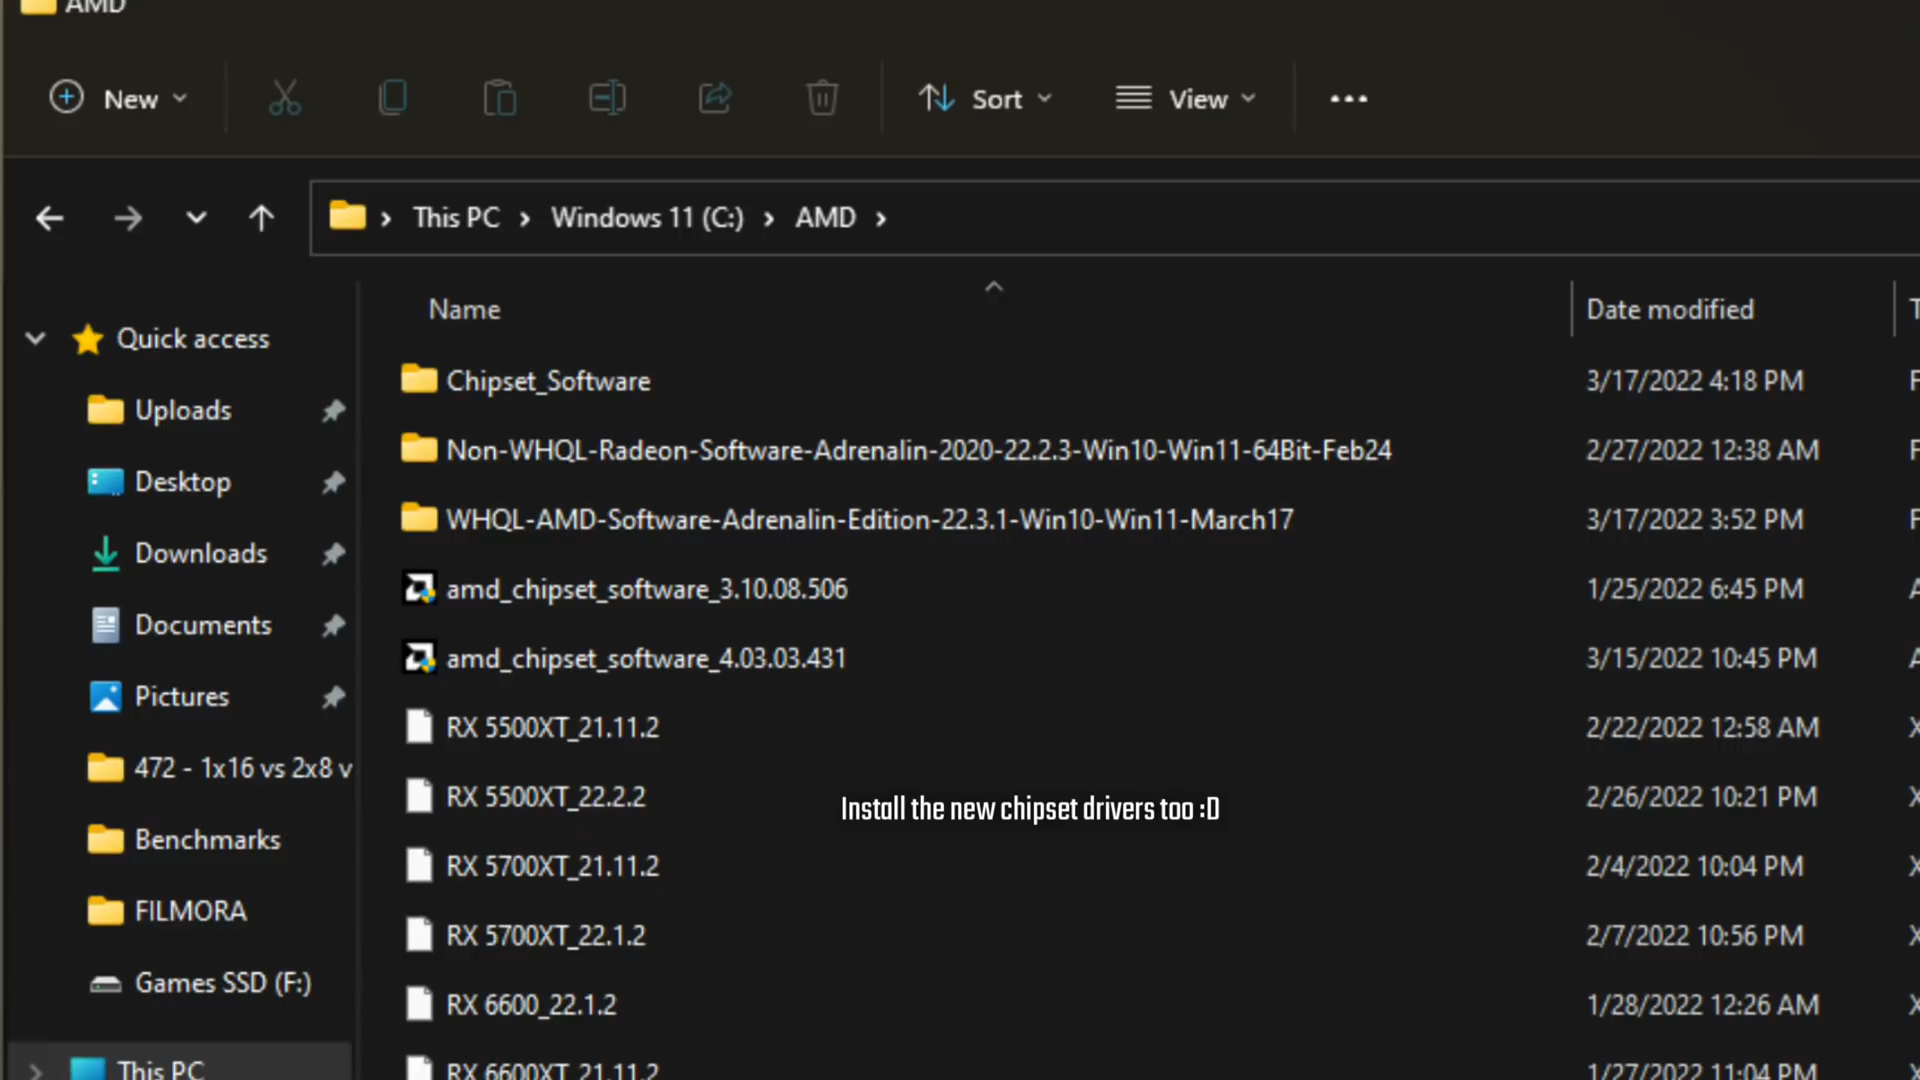 AMD
New
Sort
View
This PC
Windows 11 (C:)
AMD
Name
Date modified
Quick access
Uploads
Desktop
Downloads
Documents
Pictures
472 - 1x16 vs 2x8 v
Benchmarks
FILMORA
Games SSD (F:)
This PC
Chipset_Software 3/17/2022 4:18 PM F
Non-WHQL-Radeon-Software-Adrenalin-2020-22.2.3-Win10-Win11-64Bit-Feb24 2/27/2022 12:38 AM F
WHQL-AMD-Software-Adrenalin-Edition-22.3.1-Win10-Win11-March17 3/17/2022 3:52 PM F
amd_chipset_software_3.10.08.506 1/25/2022 6:45 PM A
amd_chipset_software_4.03.03.431 3/15/2022 10:45 PM A
RX 5500XT_21.11.2 2/22/2022 12:58 AM X
RX 5500XT_22.2.2 2/26/2022 10:21 PM X
Install the new chipset drivers too :D
RX 5700XT_21.11.2 2/4/2022 10:04 PM X
RX 5700XT_22.1.2 2/7/2022 10:56 PM X
RX 6600_22.1.2 1/28/2022 12:26 AM X
RX 6600XT_21.11.2 1/27/2022 11:04 PM